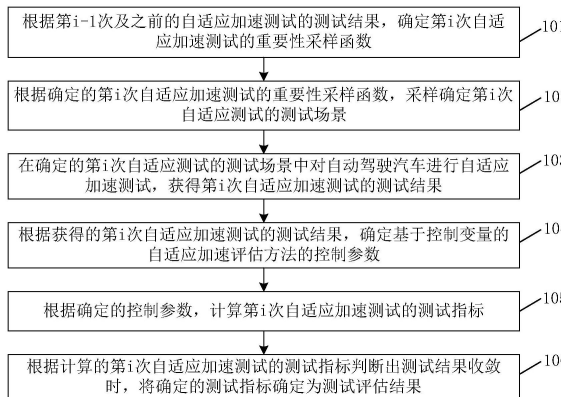 根据第i-1次及之前的自适应加速测试的测试结果，确定第i次自适
应加速测试的重要性采样函数
根据确定的第i次自适应加速测试的重要性采样函数，采样确定第i次
自适应测试的测试场景
在确定的第i次自适应测试的测试场景中对自动驾驶汽车进行自适应
加速测试，获得第i次自适应加速测试的测试结果
根据获得的第i次自适应加速测试的测试结果，确定基于控制变量的
自适应加速评估方法的控制参数
根据确定的控制参数，计算第i次自适应加速测试的测试指标
105
根据计算的第i次自适应加速测试的测试指标判断出测试结果收敛
时，将确定的测试指标确定为测试评估结果